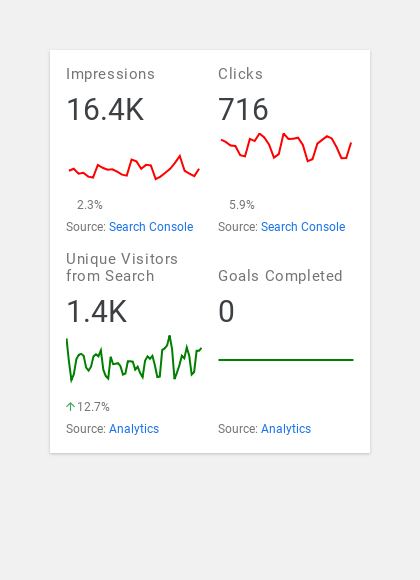 Impressions
16.4K
2.3%
Source: Search Console
Clicks
716
5.9%
Source: Search Console
Unique Visitors
from Search
1.4K
↑12.7%
Source: Analytics
Goals Completed
0
Source: Analytics